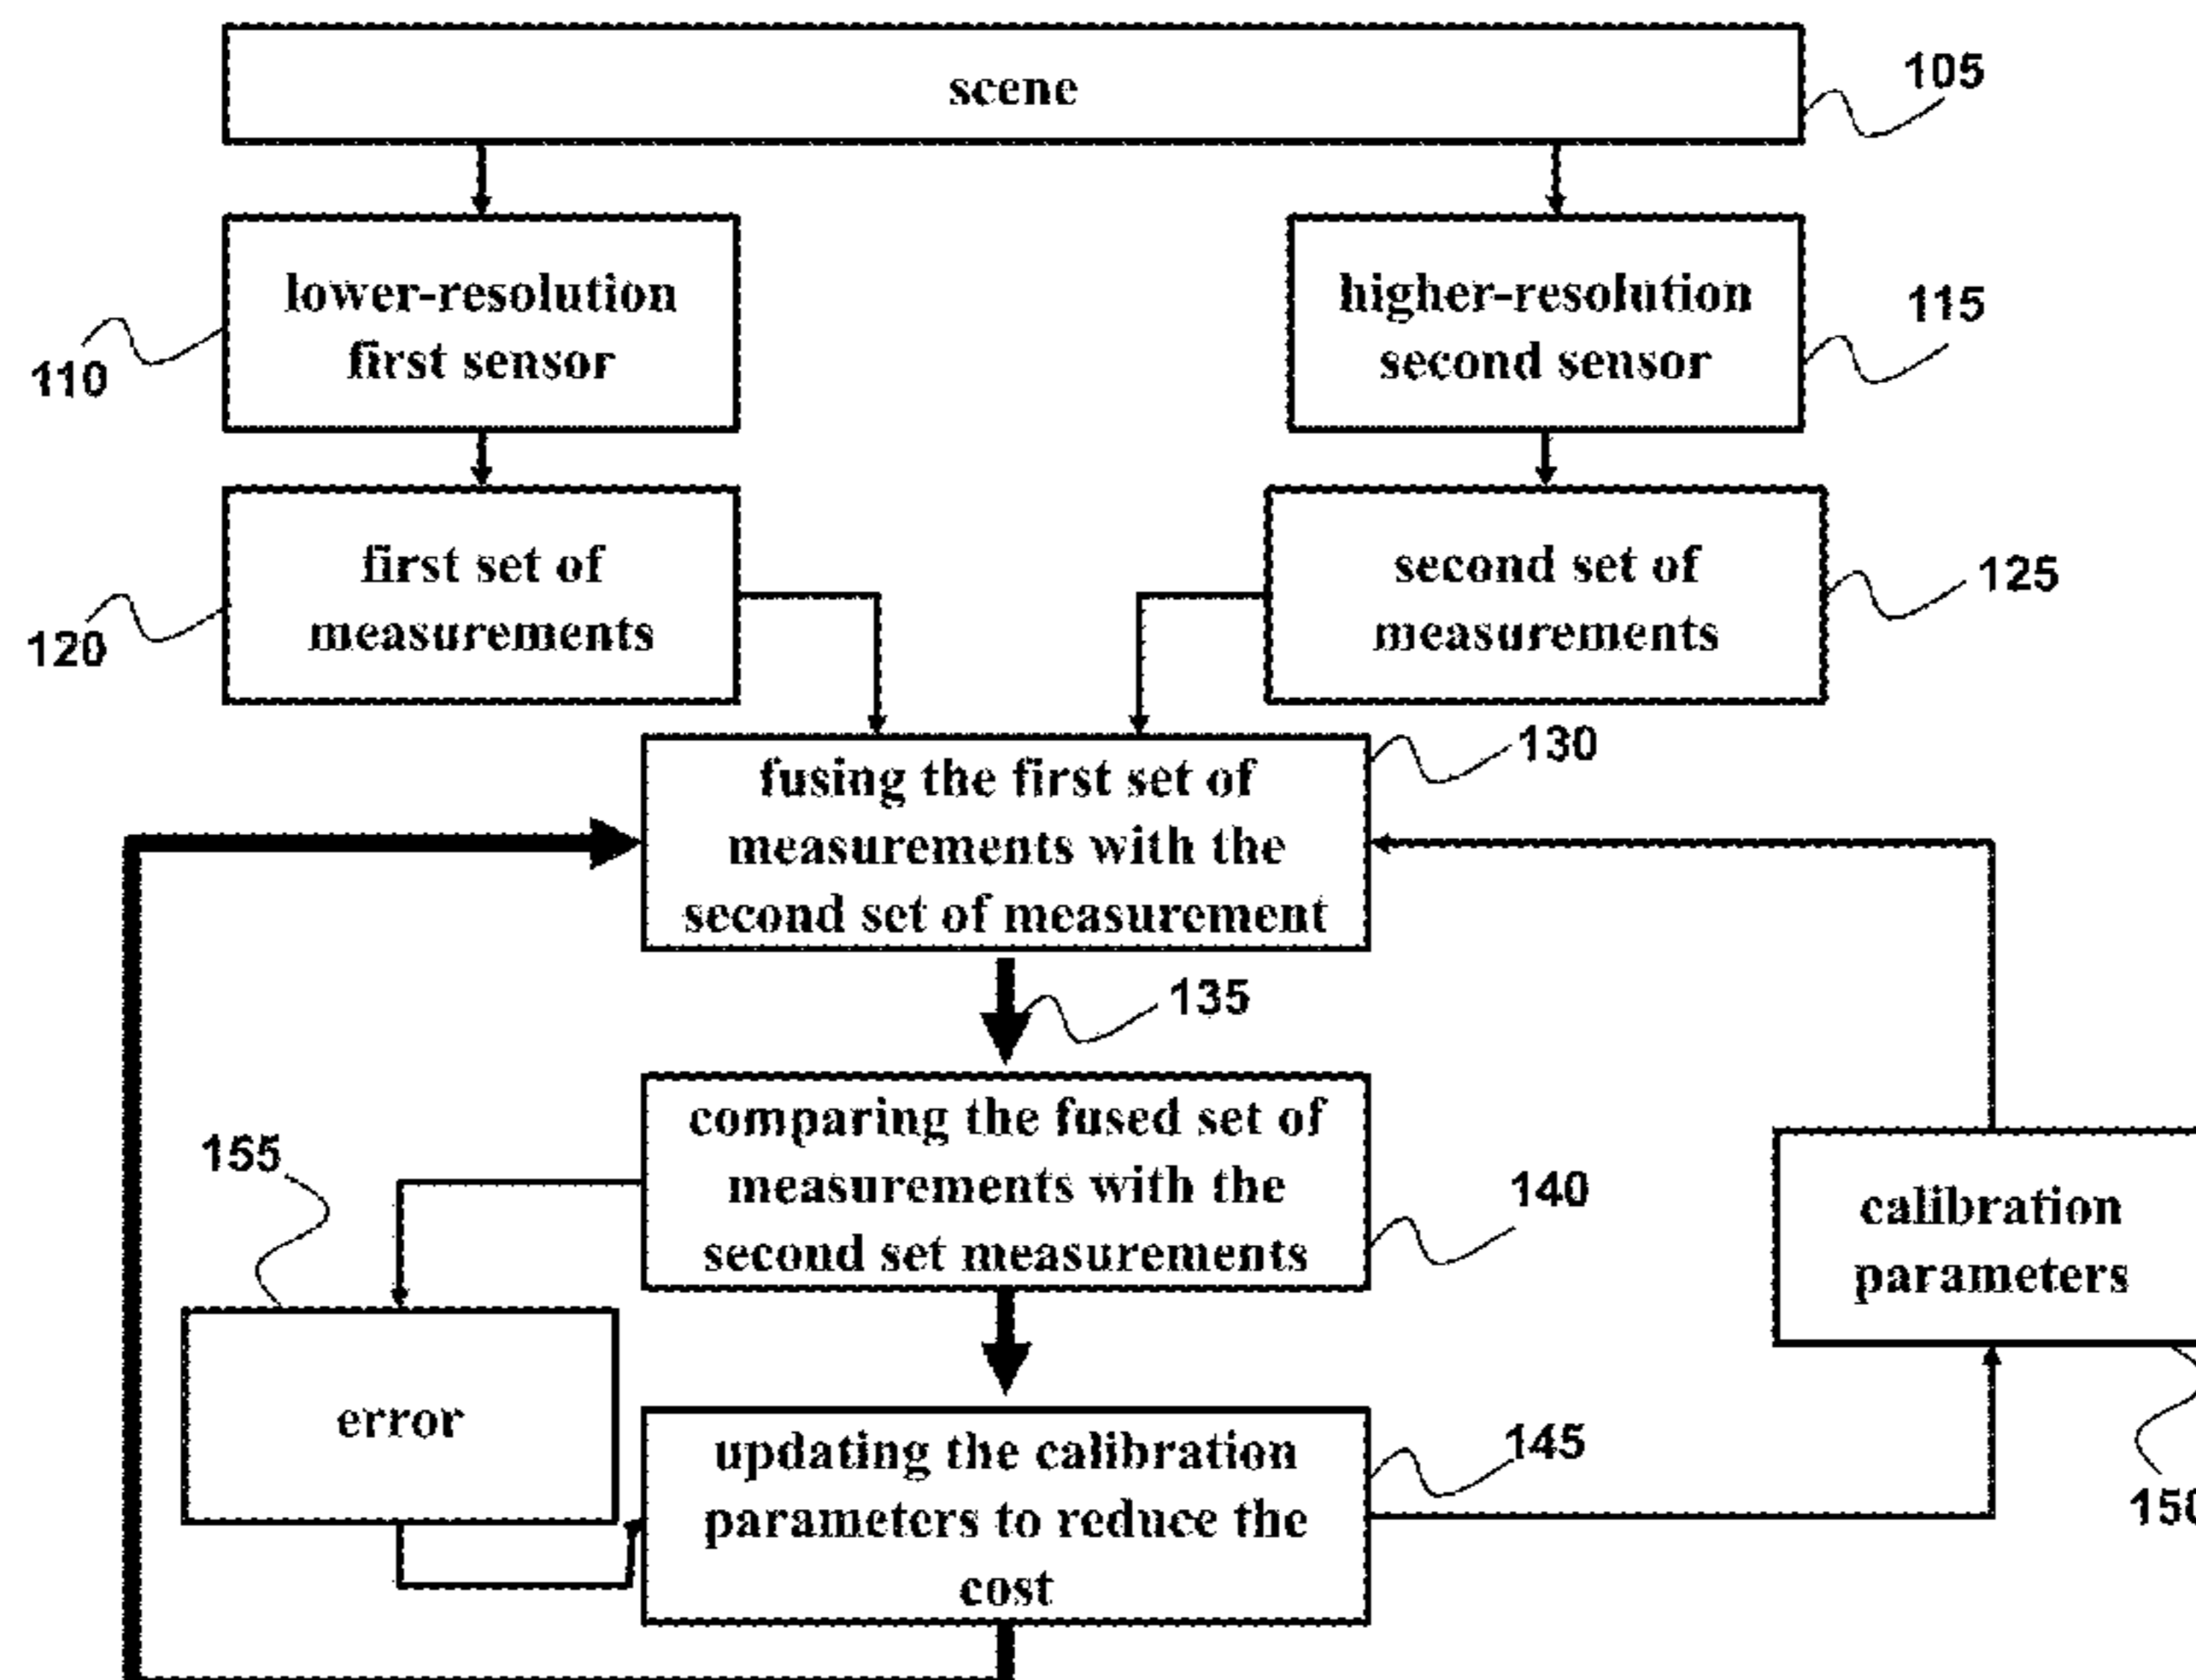 scene
105
lower-resolution
first sensor
110
higher-resolution
second sensor
115
first set of
measurements
120
second set of
measurements
125
fusing the first set of
measurements with the
second set of measurement
130
135
comparing the fused set of
measurements with the
second set measurements
140
155
error
calibration
parameters
150
updating the calibration
parameters to reduce the
cost
145